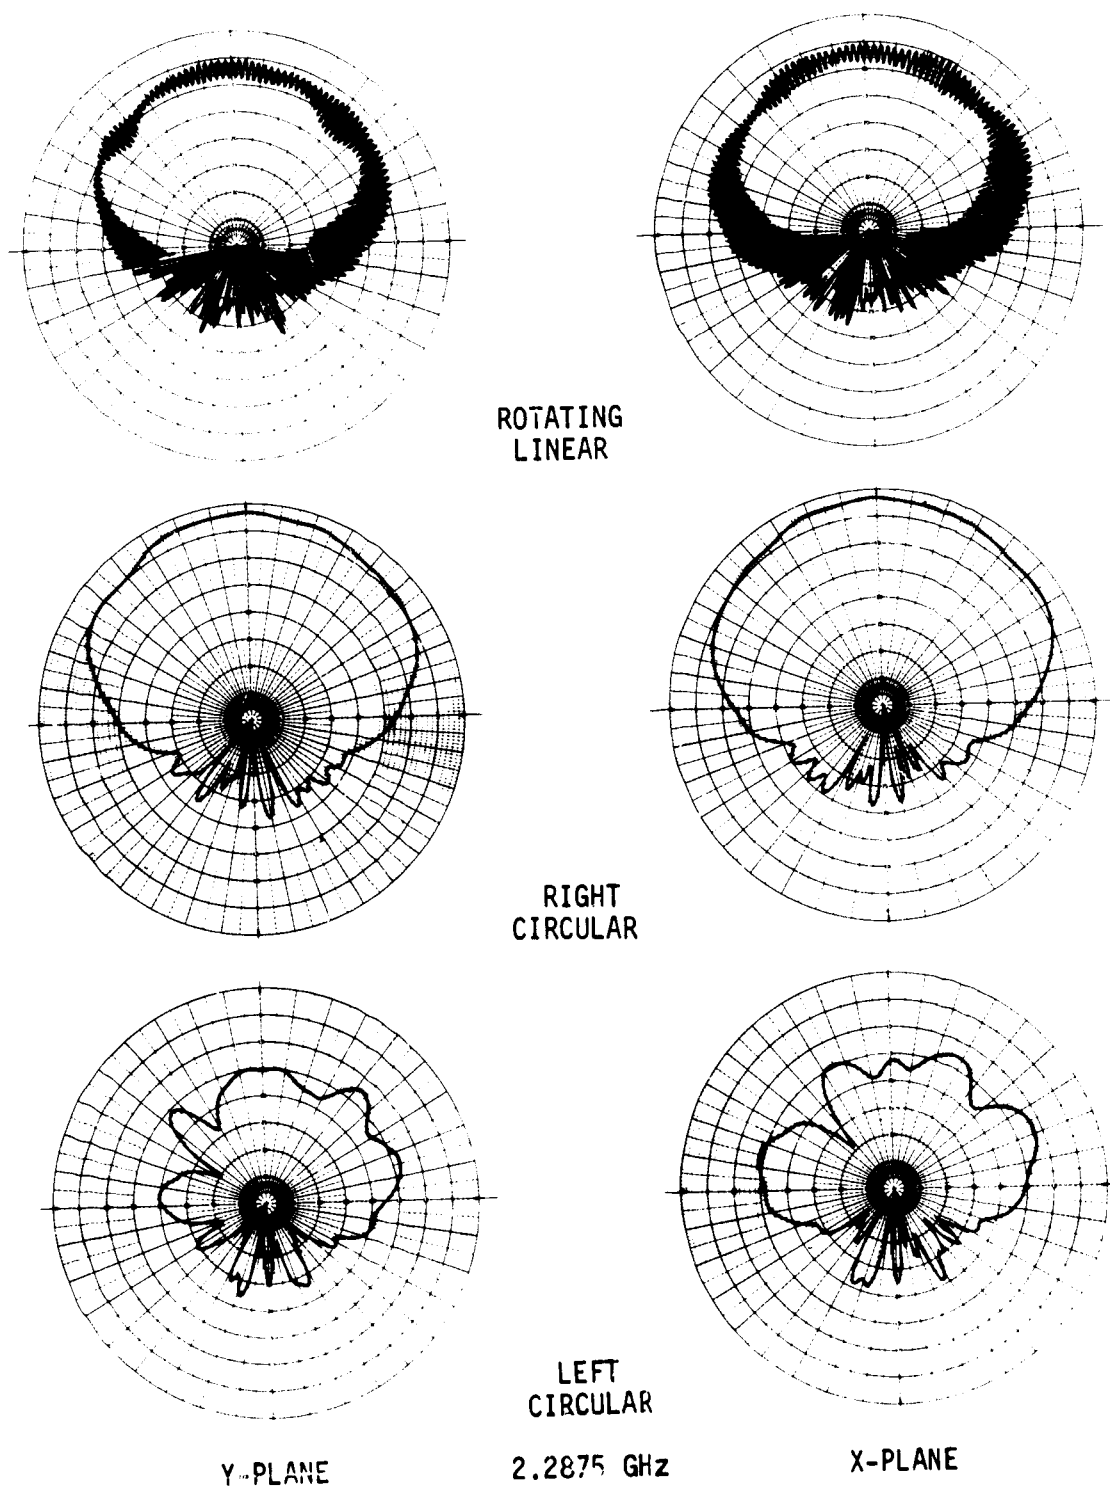 ROTATING
LINEAR
RIGHT
CIRCULAR
LEFT
CIRCULAR
Y-PLANE
2.2875 GHz
X-PLANE